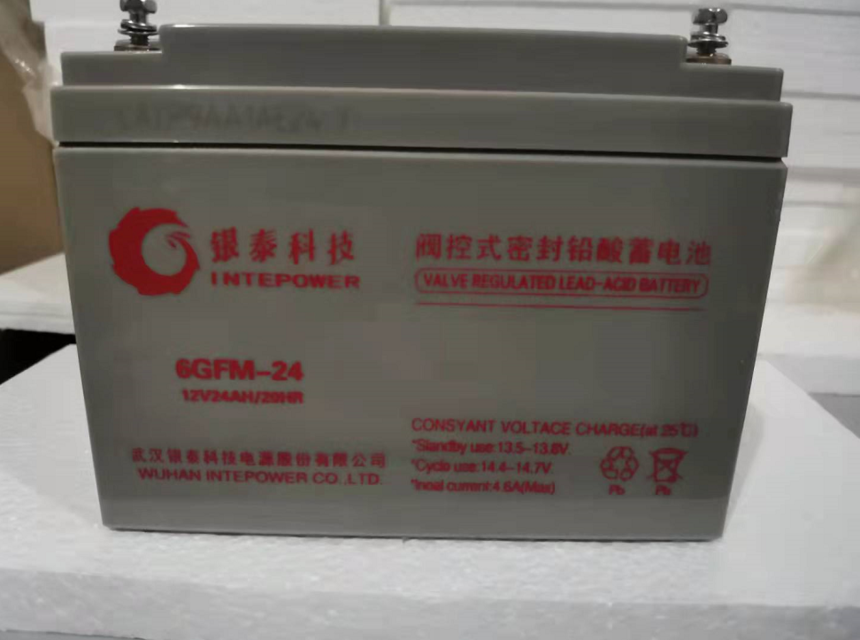 银泰科技
INTEPOWER
阀控式密封铅酸蓄电池
VALVE REGULATED LEAD-ACID BATTERY
6GFM-24
12V24AH/20HR
武汉银泰科技电源股份有限公司
WUHAN INTEPOWER CO.,LTD.
CONSYANT VOLTACE CHARGE(at 25℃)
*Standby use:13.5-13.8V.
*Cyclo use:14.4-14.7V.
*Inoal current:4.6A(Max)
Pb Pb